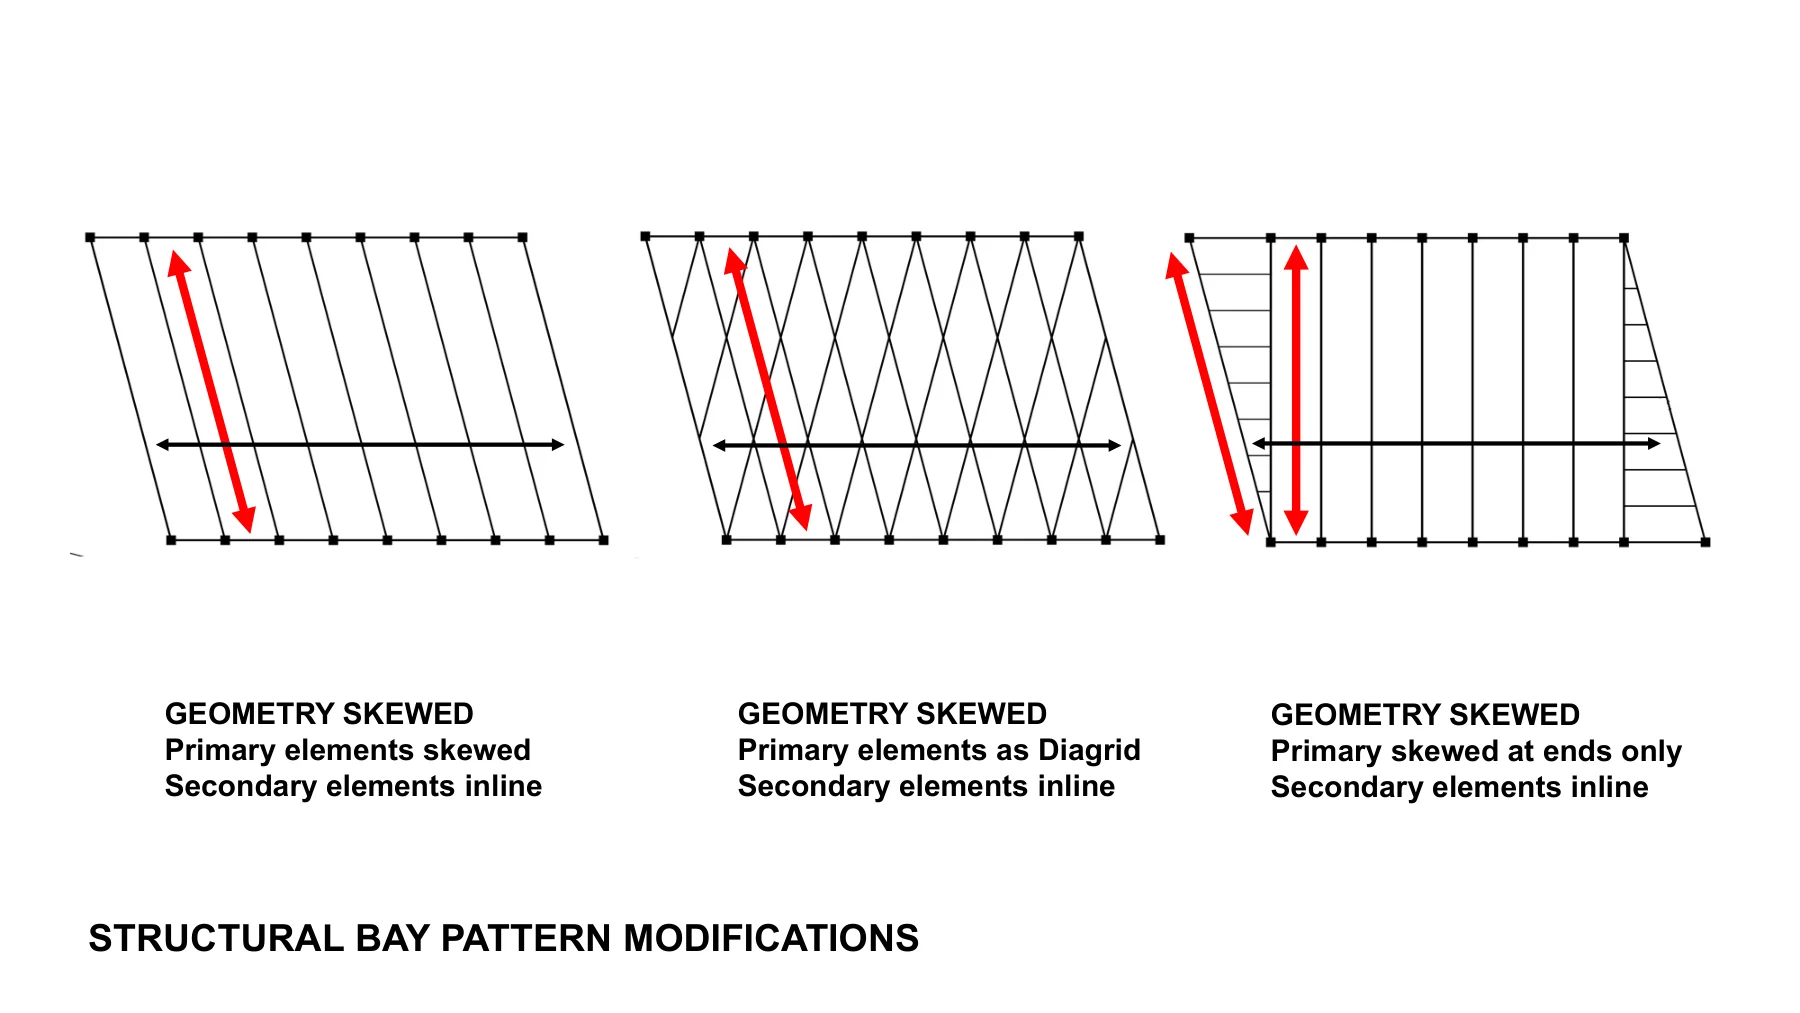 GEOMETRY SKEWED
Primary elements skewed
Secondary elements inline
GEOMETRY SKEWED
Primary elements as Diagrid
Secondary elements inline
GEOMETRY SKEWED
Primary skewed at ends only
Secondary elements inline
STRUCTURAL BAY PATTERN MODIFICATIONS